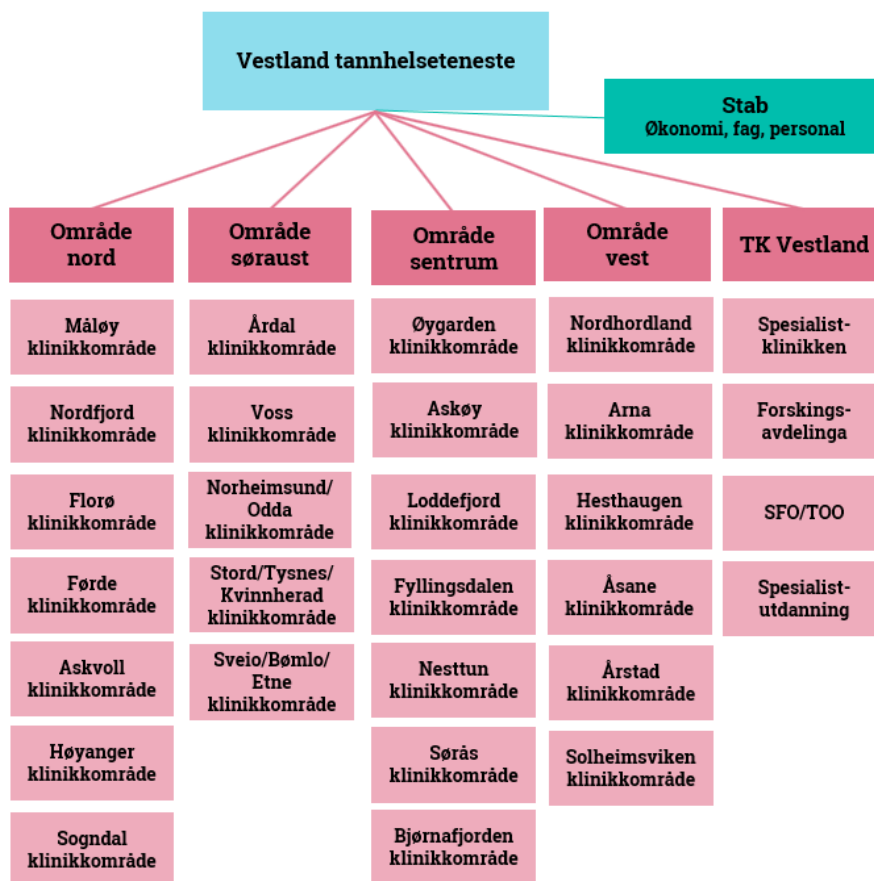 Vestland tannhelseteneste
Stab
Økonomi, fag, personal
Område
nord
Måløy
klinikkområde
Nordfjord
klinikkområde
Florø
klinikkområde
Førde
klinikkområde
Askvoll
klinikkområde
Høyanger
klinikkområde
Sogndal
klinikkområde
Område
søraust
Årdal
klinikkområde
Voss
klinikkområde
Norheimsund/
Odda
klinikkområde
Stord/Tysnes/
Kvinnherad
klinikkområde
Sveio/Bømlo/
Etne
klinikkområde
Område
sentrum
Øygarden
klinikkområde
Askøy
klinikkområde
Loddefjord
klinikkområde
Fyllingsdalen
klinikkområde
Nesttun
klinikkområde
Sørås
klinikkområde
Bjørnafjorden
klinikkområde
Område
vest
Nordhordland
klinikkområde
Arna
klinikkområde
Hesthaugen
klinikkområde
Åsane
klinikkområde
Årstad
klinikkområde
Solheimsviken
klinikkområde
TK Vestland
Spesialist-
klinikken
Forskings-
avdelinga
SFO/TOO
Spesialist-
utdanning